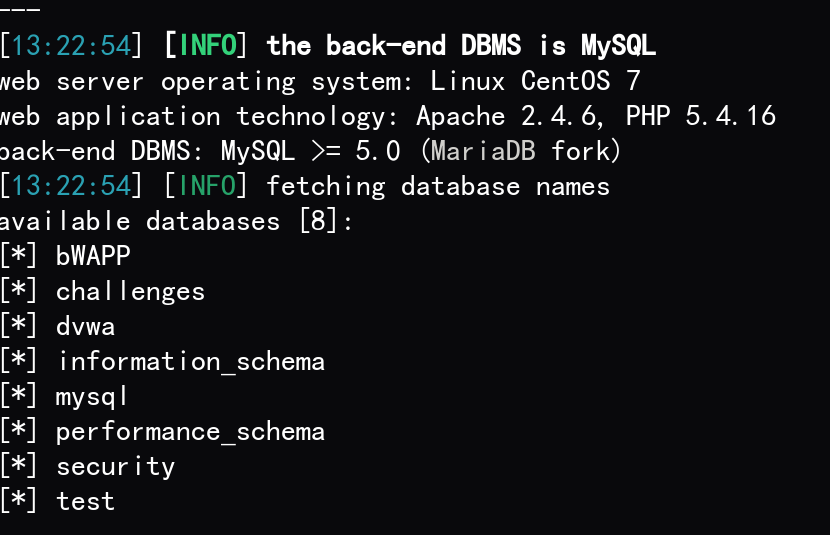 ---
[13:22:54] [INFO] the back-end DBMS is MySQL
web server operating system: Linux CentOS 7
web application technology: Apache 2.4.6, PHP 5.4.16
back-end DBMS: MySQL >= 5.0 (MariaDB fork)
[13:22:54] [INFO] fetching database names
available databases [8]:
[*] bWAPP
[*] challenges
[*] dvwa
[*] information_schema
[*] mysql
[*] performance_schema
[*] security
[*] test